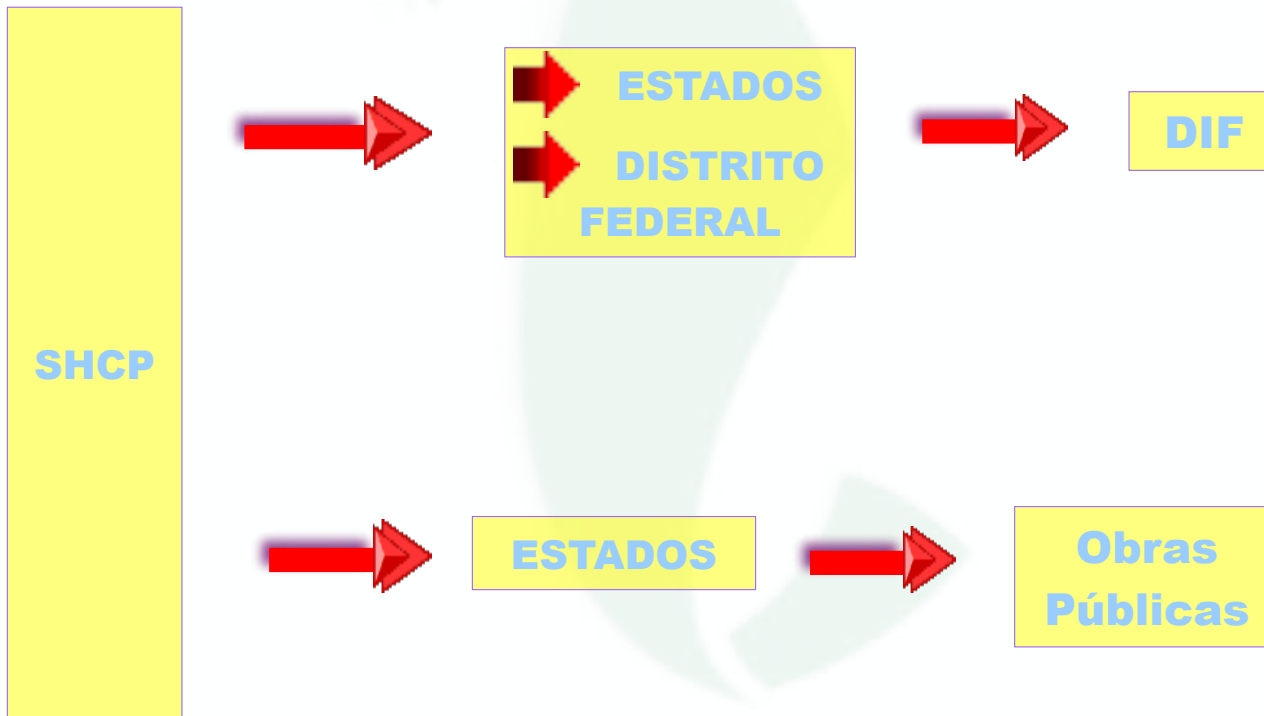 SHCP
ESTADOS
DISTRITO
FEDERAL
DIF
ESTADOS
Obras
Públicas